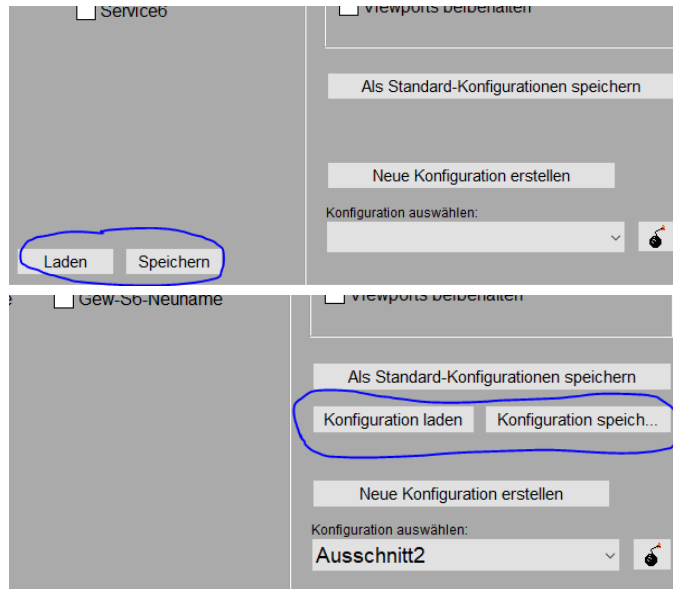 Service6
Viewports beibehalten
Als Standard-Konfigurationen speichern
Neue Konfiguration erstellen
Konfiguration auswählen:
Laden Speichern
Gew-S6-Neuname
Viewports beibehalten
Als Standard-Konfigurationen speichern
Konfiguration laden Konfiguration speich...
Neue Konfiguration erstellen
Konfiguration auswählen:
Ausschnitt2